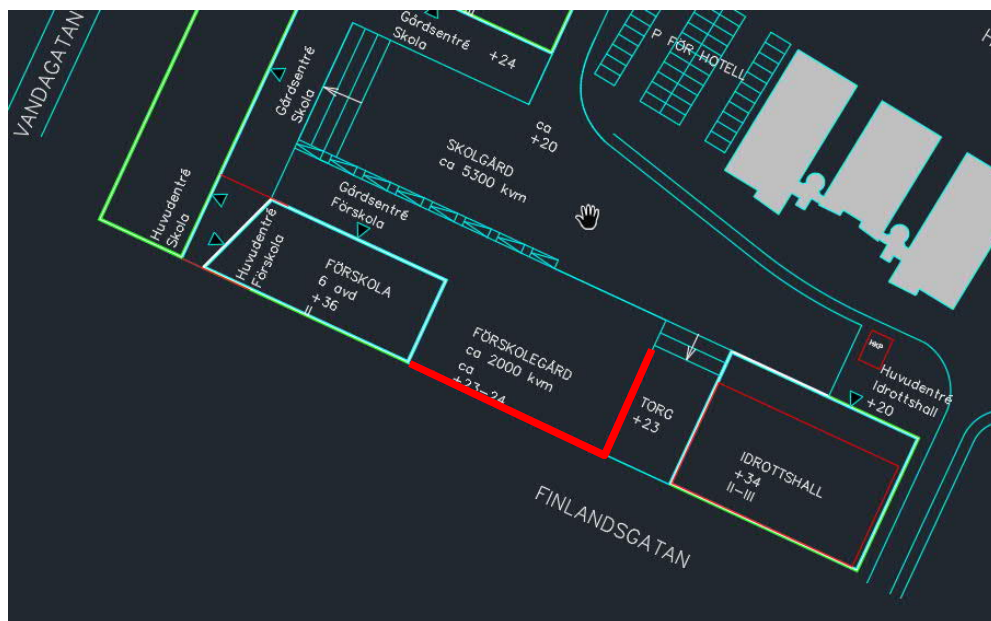 VANDAGATAN
Gårdsentré
Skola
+24
P FÖR HOTELL
H
Gårdsentré
Skola
ca
+20
SKOLGÅRD
ca 5300 kvm
Gårdsentré
Förskola
Huvudentré
Skola
Huvudentré
Förskola
FÖRSKOLA
6 avd
+36
II
FÖRSKOLEGÅRD
ca 2000 kvm
ca
+23-24
TORG
+23
HKP
Huvudentré
Idrottshall
+20
IDROTTSHALL
+34
II-III
FINLANDSGATAN